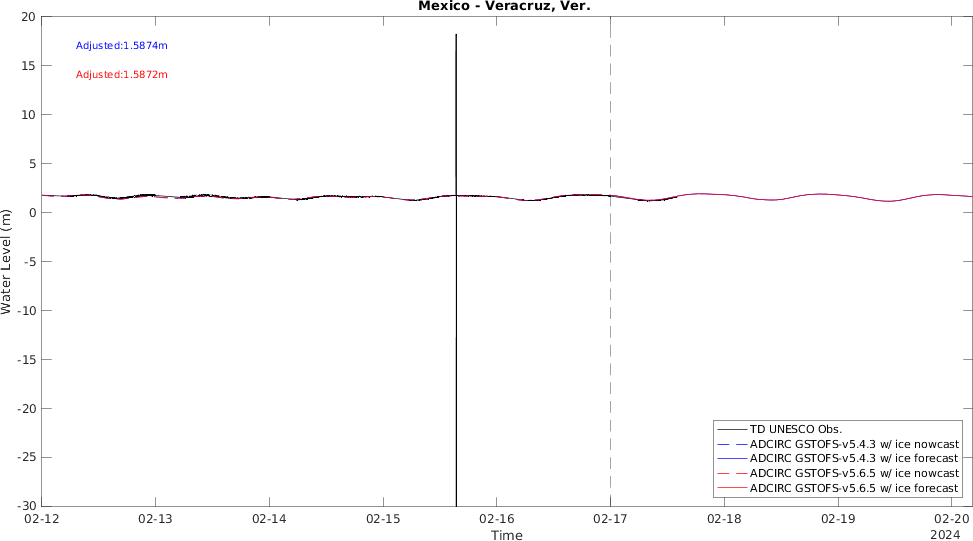 Mexico - Veracruz, Ver.
20
15
10
5
0
-5
-10
-15
-20
-25
-30
Water Level (m)
Adjusted:1.5874m
Adjusted:1.5872m
TD UNESCO Obs.
ADCIRC GSTOFS-v5.4.3 w/ ice nowcast
ADCIRC GSTOFS-v5.4.3 w/ ice forecast
ADCIRC GSTOFS-v5.6.5 w/ ice nowcast
ADCIRC GSTOFS-v5.6.5 w/ ice forecast
02-12 02-13 02-14 02-15 02-16 02-17 02-18 02-19 02-20
Time 2024